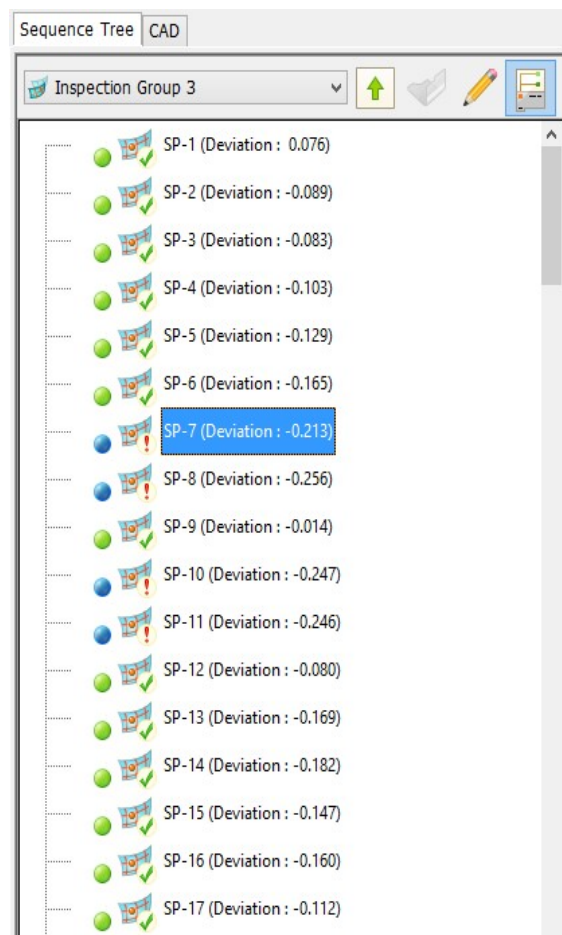 Sequence Tree CAD
Inspection Group 3
SP-1 (Deviation : 0.076)
SP-2 (Deviation : -0.089)
SP-3 (Deviation : -0.083)
SP-4 (Deviation : -0.103)
SP-5 (Deviation : -0.129)
SP-6 (Deviation : -0.165)
SP-7 (Deviation : -0.213)
SP-8 (Deviation : -0.256)
SP-9 (Deviation : -0.014)
SP-10 (Deviation : -0.247)
SP-11 (Deviation : -0.246)
SP-12 (Deviation : -0.080)
SP-13 (Deviation : -0.169)
SP-14 (Deviation : -0.182)
SP-15 (Deviation : -0.147)
SP-16 (Deviation : -0.160)
SP-17 (Deviation : -0.112)